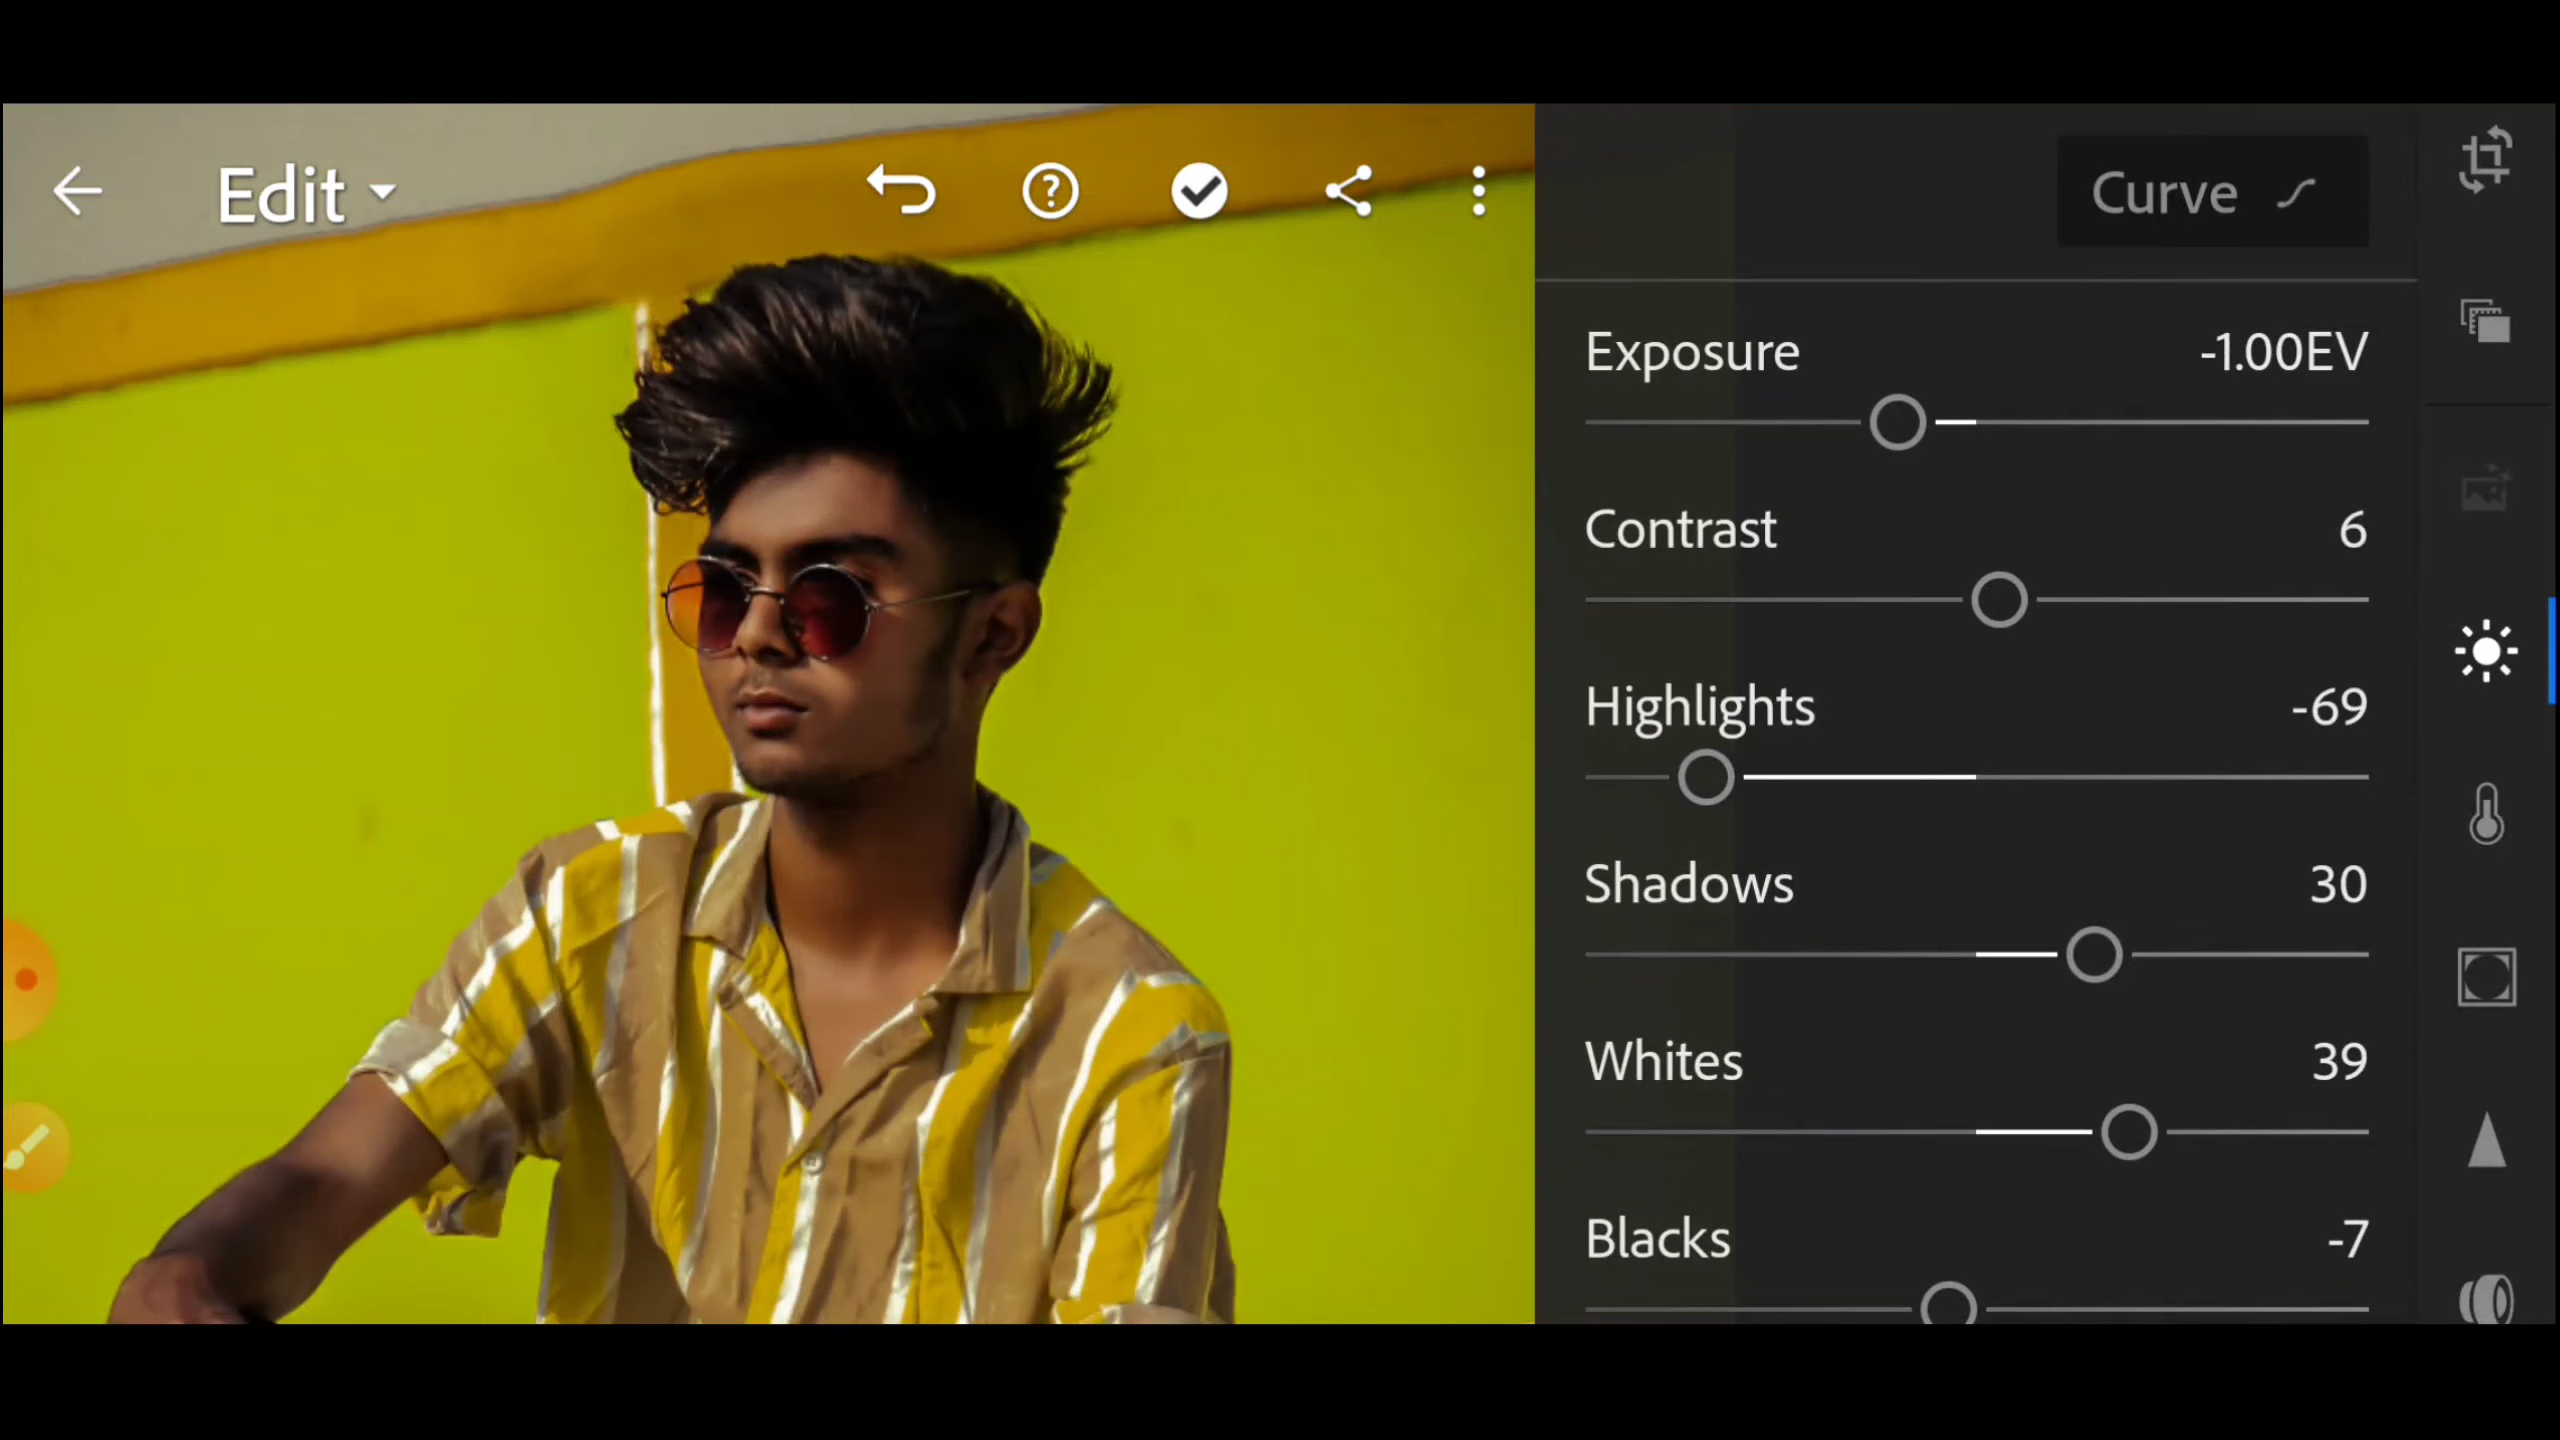 Edit
Curve
Exposure -1.00EV
Contrast 6
Highlights -69
Shadows 30
Whites 39
Blacks -7